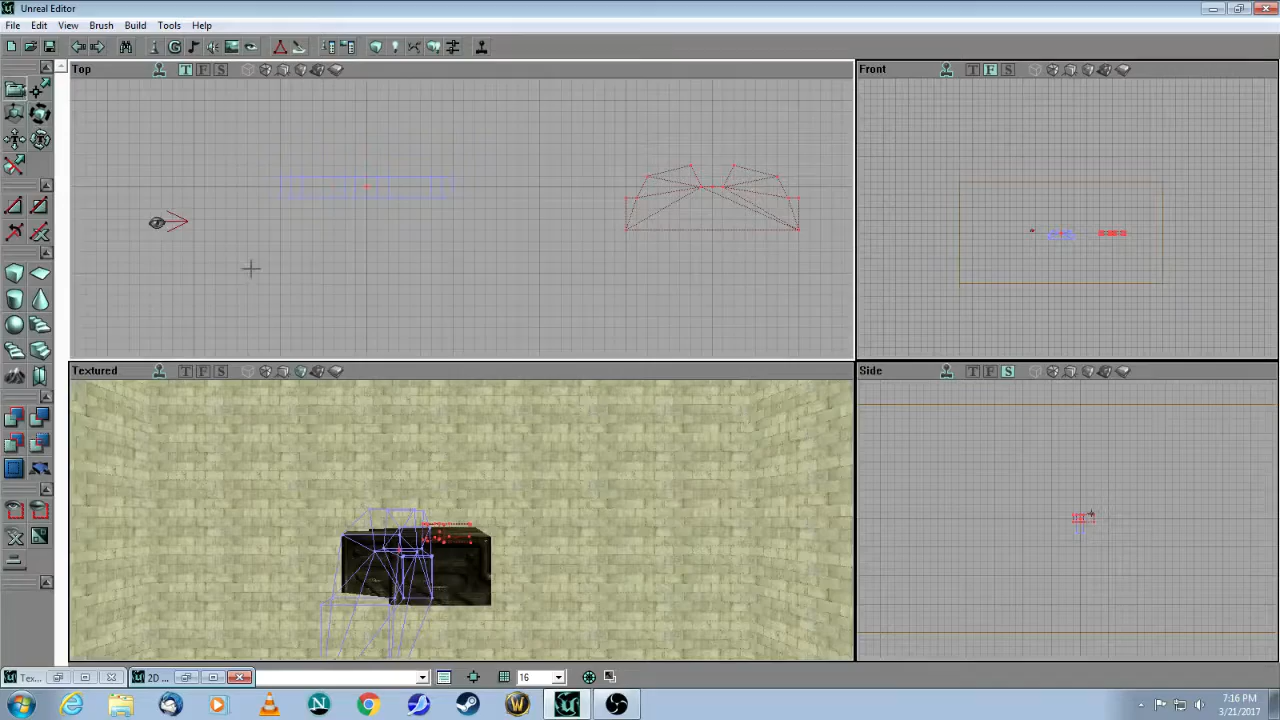 Unreal Editor
File Edit View Brush Build Tools Help
Top
T F S
Front
T F S
Textured
T F S
Side
T F S
Tex...
2D ...
16
7:16 PM
3/21/2017